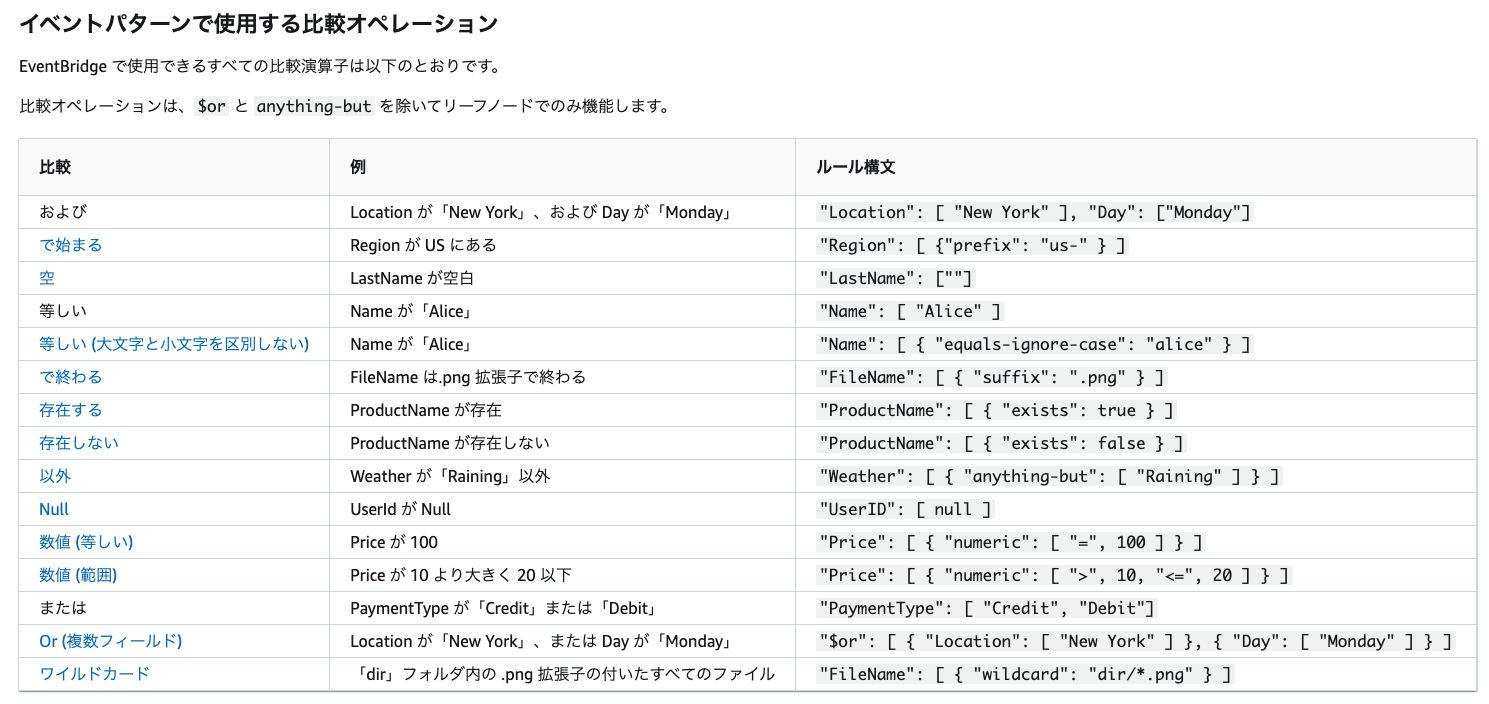 イベントパターンで使用する比較オペレーション
EventBridge で使用できるすべての比較演算子は以下のとおりです。
比較オペレーションは、$or と anything-but を除いてリーフノードでのみ機能します。
比較 例 ルール構文
および Location が「New York」、および Day が「Monday」 "Location": [ "New York" ], "Day": ["Monday"]
で始まる Region が US にある "Region": [ {"prefix": "us-" } ]
空 LastName が空白 "LastName": [""]
等しい Name が「Alice」 "Name": [ "Alice" ]
等しい (大文字と小文字を区別しない) Name が「Alice」 "Name": [ { "equals-ignore-case": "alice" } ]
で終わる FileName は.png 拡張子で終わる "FileName": [ { "suffix": ".png" } ]
存在する ProductName が存在 "ProductName": [ { "exists": true } ]
存在しない ProductName が存在しない "ProductName": [ { "exists": false } ]
以外 Weather が「Raining」以外 "Weather": [ { "anything-but": [ "Raining" ] } ]
Null UserId が Null "UserID": [ null ]
数値 (等しい) Price が 100 "Price": [ { "numeric": [ "=", 100 ] } ]
数値 (範囲) Price が 10 より大きく 20 以下 "Price": [ { "numeric": [ ">", 10, "<=", 20 ] } ]
または PaymentType が「Credit」または「Debit」 "PaymentType": [ "Credit", "Debit"]
Or (複数フィールド) Location が「New York」、または Day が「Monday」 "$or": [ { "Location": [ "New York" ] }, { "Day": [ "Monday" ] } ]
ワイルドカード 「dir」フォルダ内の .png 拡張子の付いたすべてのファイル "FileName": [ { "wildcard": "dir/*.png" } ]